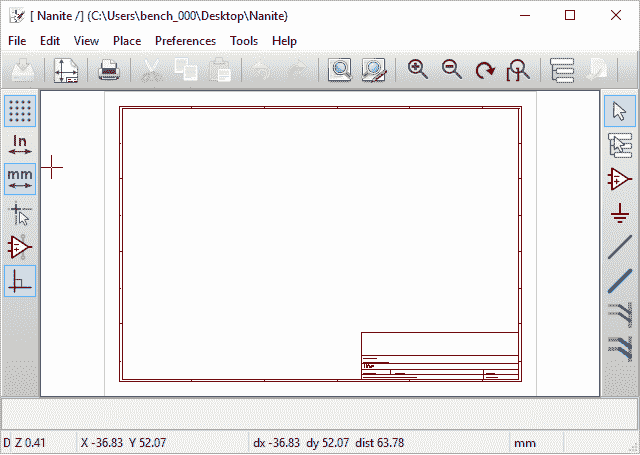 [ Nanite /] (C:\Users\bench_000\Desktop\Nanite)
File Edit View Place Preferences Tools Help
In
mm
Title:
D Z 0.41 X -36.83 Y 52.07 dx -36.83 dy 52.07 dist 63.78 mm